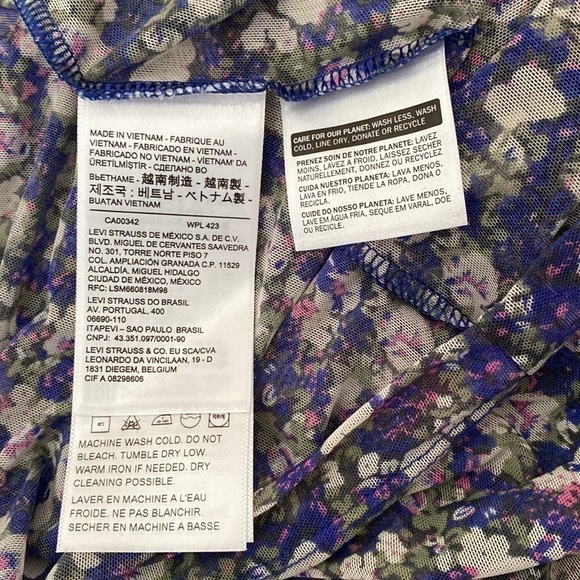 MADE IN VIETNAM - FABRIQUE AU
VIETNAM - FABRICADO EN VIETNAM -
FABRICADO NO VIETNAM - VIETNAM' DA
ÜRETİLMİŞTİR - СДЕЛАНО ВО
ВЬЕТНАМЕ - 越南制造 - 越南製 -
제조국 : 베트남 - ベトナム製 -
BUATAN VIETNAM
CA00342 WPL 423
LEVI STRAUSS DE MÉXICO S.A. DE C.V.
BLVD. MIGUEL DE CERVANTES SAAVEDRA
NO. 301, TORRE NORTE PISO 7
COL. AMPLIACIÓN GRANADA C.P. 11529
ALCALDÍA, MIGUEL HIDALGO
CIUDAD DE MÉXICO, MÉXICO
RFC: LSM660818M98
LEVI STRAUSS DO BRASIL
AV. PORTUGAL, 400
06690-110
ITAPEVI – SAO PAULO BRASIL
CNPJ: 43.351.097/0001-90
LEVI STRAUSS & CO. EU SCA/CVA
LEONARDO DA VINCILAAN, 19 - D
1831 DIEGEM, BELGIUM
CIF A 08298606
MACHINE WASH COLD. DO NOT
BLEACH. TUMBLE DRY LOW.
WARM IRON IF NEEDED. DRY
CLEANING POSSIBLE.
LAVER EN MACHINE A L'EAU
FROIDE. NE PAS BLANCHIR.
SECHER EN MACHINE A BASSE
CARE FOR OUR PLANET: WASH LESS, WASH
COLD, LINE DRY, DONATE OR RECYCLE
PRENEZ SOIN DE NOTRE PLANETE: LAVEZ
MOINS, LAVEZ A FROID, LAISSEZ SECHER
NATURELLEMENT, DONNEZ OU RECYCLEZ
CUIDA NUESTRO PLANETA: LAVA MENOS,
LAVA EN FRIO, TIENDE LA ROPA, DONA O
RECICLA.
CUIDE DO NOSSO PLANETA: LAVE MENOS,
LAVE EM ÁGUA FRIA, SEQUE EM VARAL, DOE
OU RECICLE.